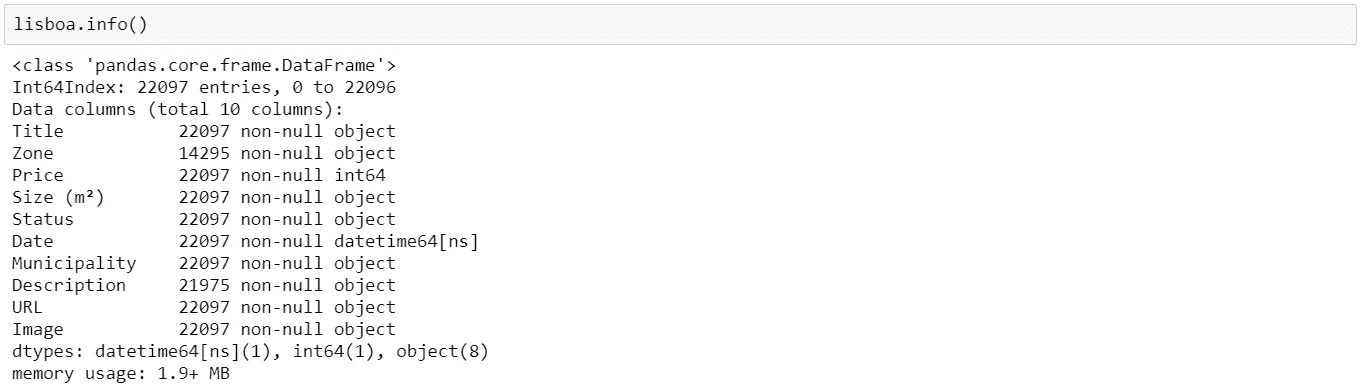 lisboa.info()
<class 'pandas.core.frame.DataFrame'>
Int64Index: 22097 entries, 0 to 22096
Data columns (total 10 columns):
Title           22097 non-null object
Zone            14295 non-null object
Price           22097 non-null int64
Size (m²)       22097 non-null object
Status          22097 non-null object
Date            22097 non-null datetime64[ns]
Municipality    22097 non-null object
Description     21975 non-null object
URL             22097 non-null object
Image           22097 non-null object
dtypes: datetime64[ns](1), int64(1), object(8)
memory usage: 1.9+ MB